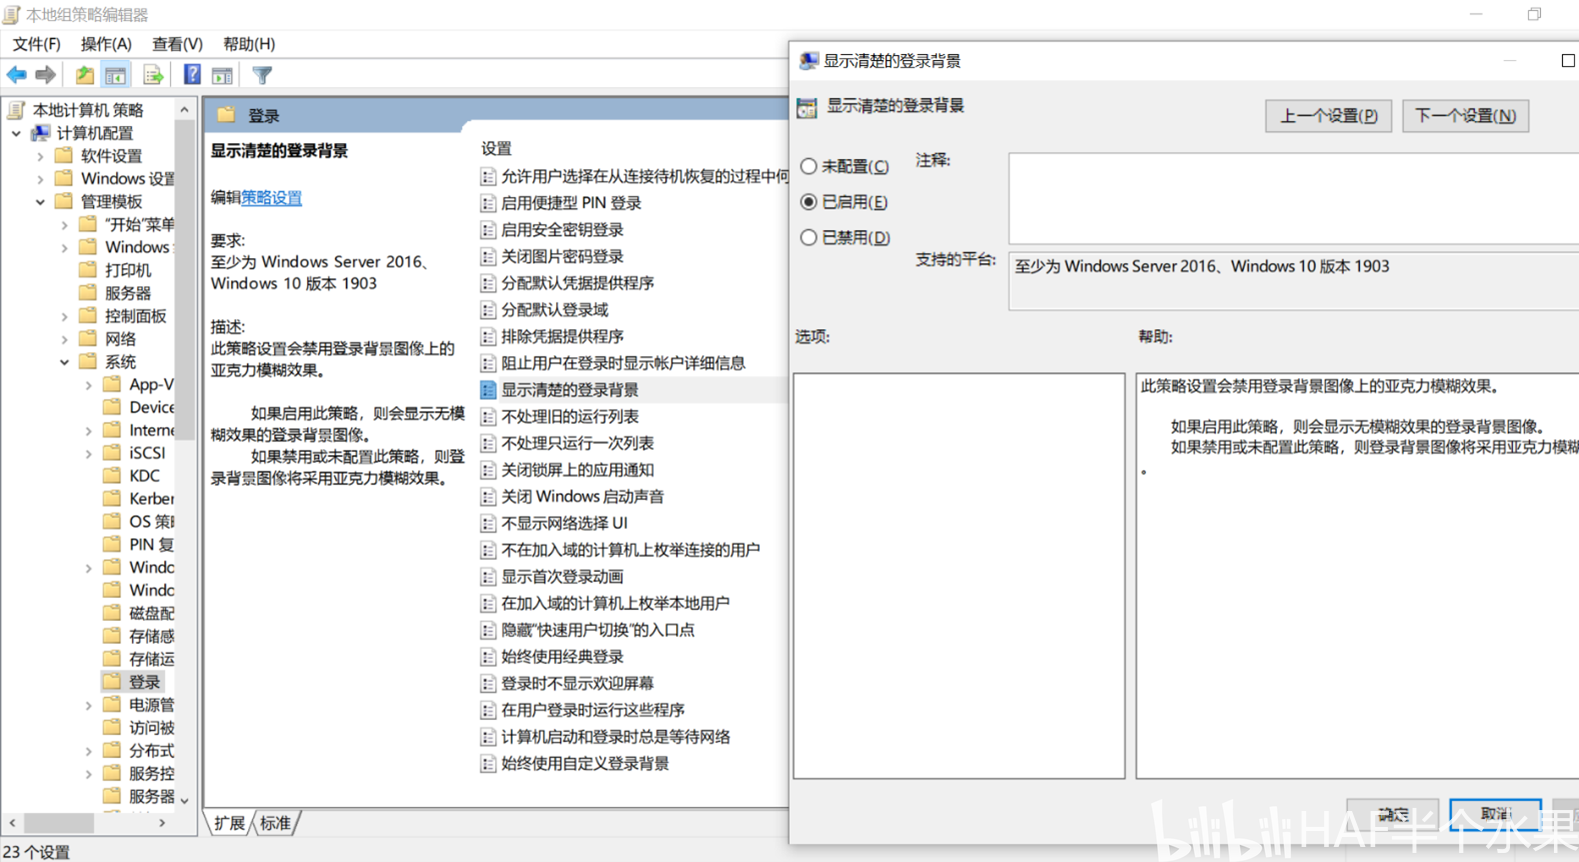 本地组策略编辑器
文件(F) 操作(A) 查看(V) 帮助(H)
本地计算机 策略
计算机配置
软件设置
Windows 设置
管理模板
“开始”菜单
Windows
打印机
服务器
控制面板
网络
系统
App-V
Device
Interne
iSCSI
KDC
Kerber
OS 策略
PIN 复
Windo
Windo
磁盘配
存储感
存储运
登录
电源管
访问被
分布式
服务控
服务器
登录
显示清楚的登录背景
编辑策略设置
要求:
至少为 Windows Server 2016、
Windows 10 版本 1903
描述:
此策略设置会禁用登录背景图像上的
亚克力模糊效果。
如果启用此策略，则会显示无模
糊效果的登录背景图像。
如果禁用或未配置此策略，则登
录背景图像将采用亚克力模糊效果。
设置
允许用户选择在从连接待机恢复的过程中何
启用便捷型 PIN 登录
启用安全密钥登录
关闭图片密码登录
分配默认凭据提供程序
分配默认登录域
排除凭据提供程序
阻止用户在登录时显示帐户详细信息
显示清楚的登录背景
不处理旧的运行列表
不处理只运行一次列表
关闭锁屏上的应用通知
关闭 Windows 启动声音
不显示网络选择 UI
不在加入域的计算机上枚举连接的用户
显示首次登录动画
在加入域的计算机上枚举本地用户
隐藏“快速用户切换”的入口点
始终使用经典登录
登录时不显示欢迎屏幕
在用户登录时运行这些程序
计算机启动和登录时总是等待网络
始终使用自定义登录背景
扩展 标准
23 个设置
显示清楚的登录背景
显示清楚的登录背景
上一个设置(P) 下一个设置(N)
未配置(C) 注释:
已启用(E)
已禁用(D)
支持的平台: 至少为 Windows Server 2016、Windows 10 版本 1903
选项: 帮助:
此策略设置会禁用登录背景图像上的亚克力模糊效果。
如果启用此策略，则会显示无模糊效果的登录背景图像。
如果禁用或未配置此策略，则登录背景图像将采用亚克力模糊
。
确定 取消
bilibili HAF半个水果